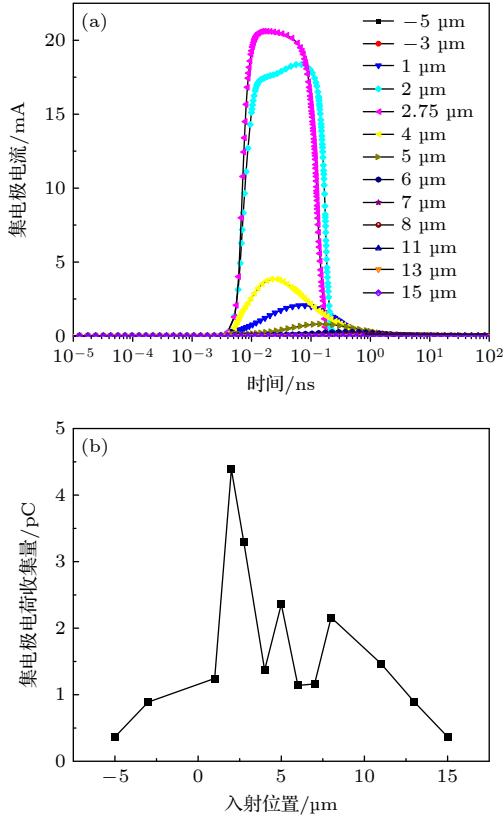 (a)
20
15
10
5
0
集电极电流/mA
10⁻⁵ 10⁻⁴ 10⁻³ 10⁻² 10⁻¹ 10⁰ 10¹ 10²
时间/ns
−5 µm
−3 µm
1 µm
2 µm
2.75 µm
4 µm
5 µm
6 µm
7 µm
8 µm
11 µm
13 µm
15 µm
(b)
5
4
3
2
1
0
集电极电荷收集量/pC
−5 0 5 10 15
入射位置/µm